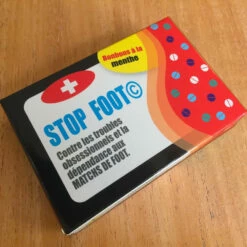 Bonbons à la
menthe
STOP FOOT©
Contre les troubles
obsessionnels et la
dépendance aux
MATCHS DE FOOT.